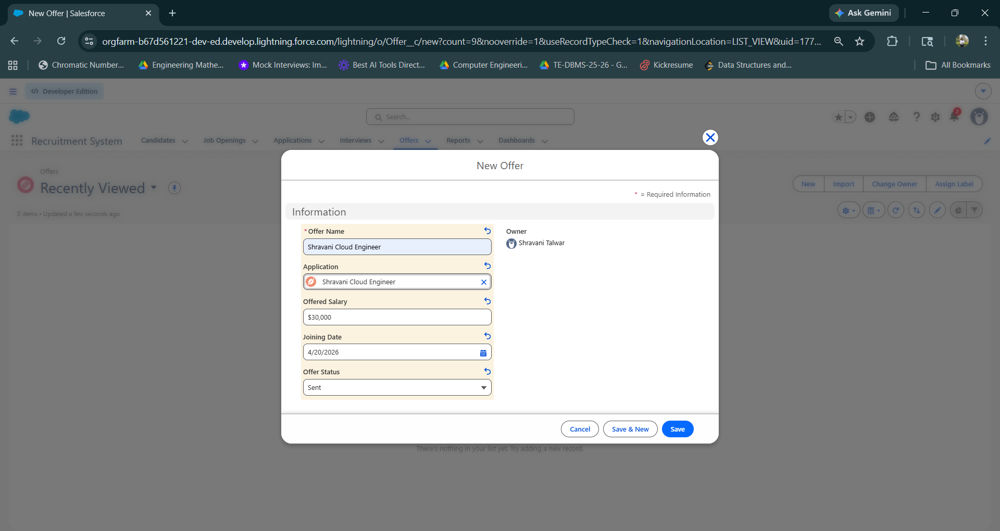 New Offer | Salesforce
Ask Gemini
orgfarm-b67d561221-dev-ed.develop.lightning.force.com/lightning/o/Offer__c/new?count=9&nooverride=1&useRecordTypeCheck=1&navigationLocation=LIST_VIEW&uid=177...
Chromatic Number... Engineering Mathe... Mock Interviews: Im... Best AI Tools Direct... Computer Engineeri... TE-DBMS-25-26 - G... Kickresume Data Structures and... All Bookmarks
Developer Edition
Search...
2
Recruitment System Candidates Job Openings Applications Interviews Offers Reports Dashboards
Offers
Recently Viewed
New Import Change Owner Assign Label
0 items • Updated a few seconds ago
New Offer
* = Required Information
Information
*Offer Name
Shravani Cloud Engineer
Owner
Shravani Talwar
Application
Shravani Cloud Engineer
Offered Salary
$30,000
Joining Date
4/20/2026
Offer Status
Sent
Cancel Save & New Save
There's nothing in your list yet. Try adding a new record.